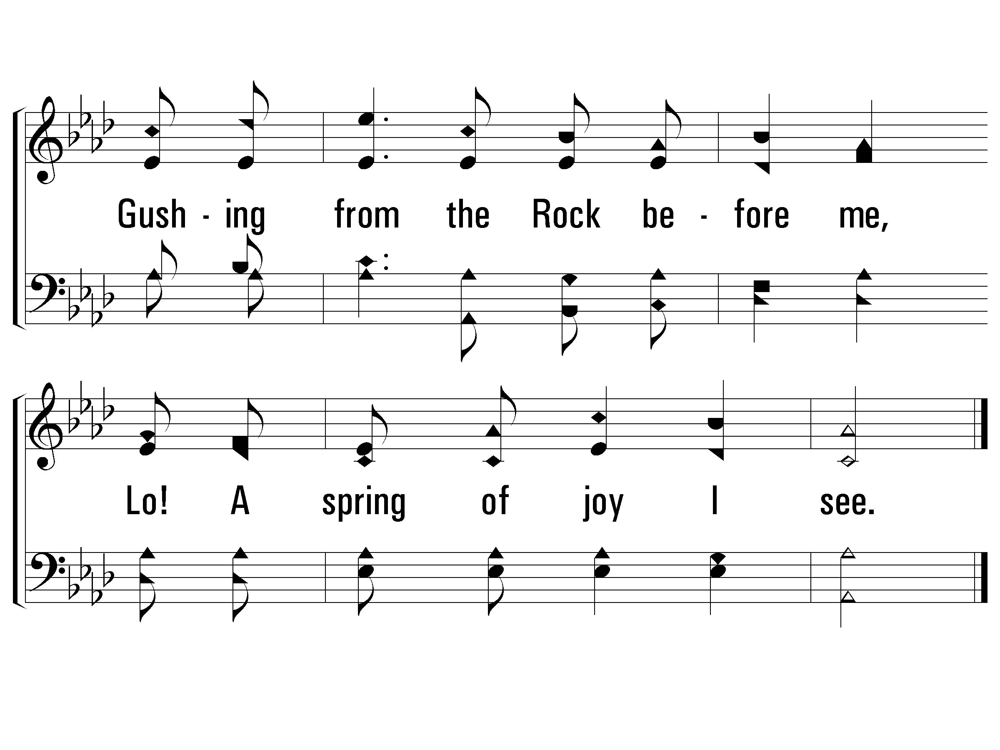 Gush - ing from the Rock be - fore me,
Lo! A spring of joy I see.